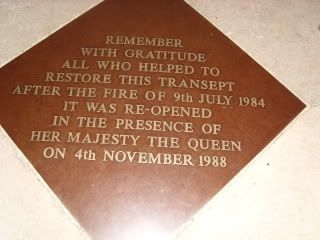 REMEMBER
WITH GRATITUDE
ALL WHO HELPED TO
RESTORE THIS TRANSEPT
AFTER THE FIRE OF 9th JULY 1984
IT WAS RE-OPENED
IN THE PRESENCE OF
HER MAJESTY THE QUEEN
ON 4th NOVEMBER 1988